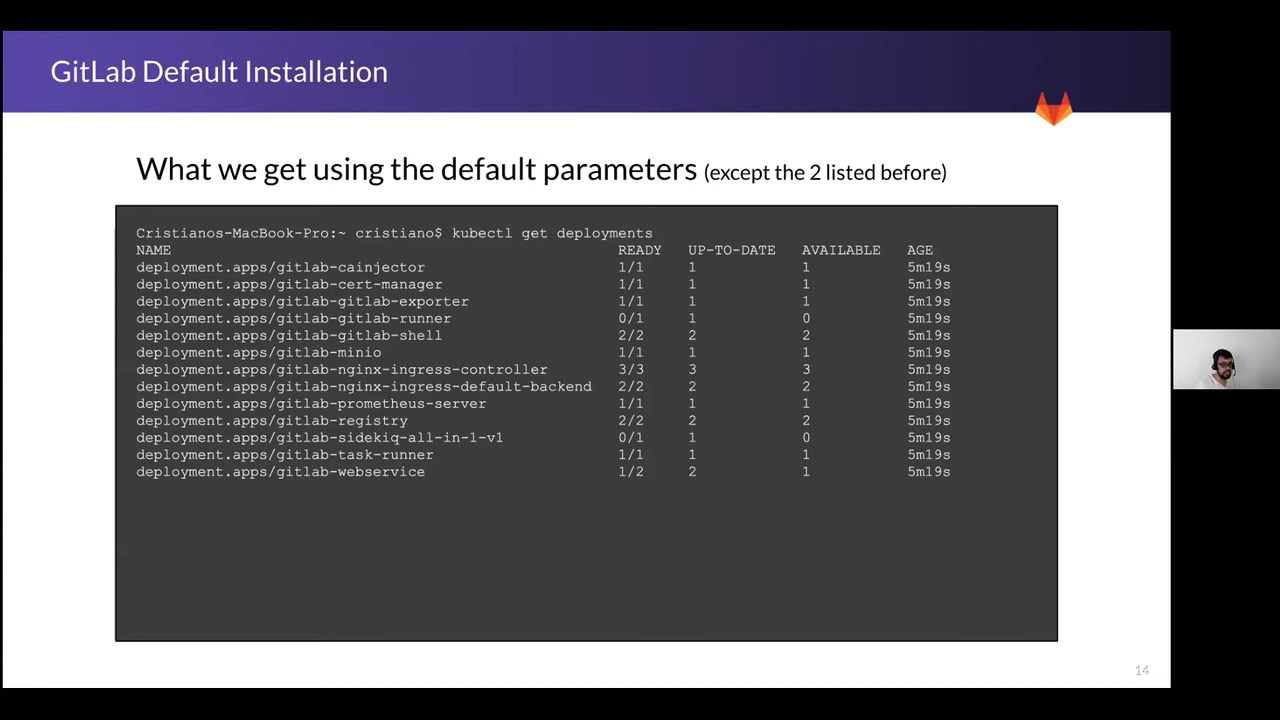 GitLab Default Installation
What we get using the default parameters (except the 2 listed before)
Cristianos-MacBook-Pro:~ cristiano$ kubectl get deployments
NAME READY UP-TO-DATE AVAILABLE AGE
deployment.apps/gitlab-cainjector 1/1 1 1 5m19s
deployment.apps/gitlab-cert-manager 1/1 1 1 5m19s
deployment.apps/gitlab-gitlab-exporter 1/1 1 1 5m19s
deployment.apps/gitlab-gitlab-runner 0/1 1 0 5m19s
deployment.apps/gitlab-gitlab-shell 2/2 2 2 5m19s
deployment.apps/gitlab-minio 1/1 1 1 5m19s
deployment.apps/gitlab-nginx-ingress-controller 3/3 3 3 5m19s
deployment.apps/gitlab-nginx-ingress-default-backend 2/2 2 2 5m19s
deployment.apps/gitlab-prometheus-server 1/1 1 1 5m19s
deployment.apps/gitlab-registry 2/2 2 2 5m19s
deployment.apps/gitlab-sidekiq-all-in-1-v1 0/1 1 0 5m19s
deployment.apps/gitlab-task-runner 1/1 1 1 5m19s
deployment.apps/gitlab-webservice 1/2 2 1 5m19s
14